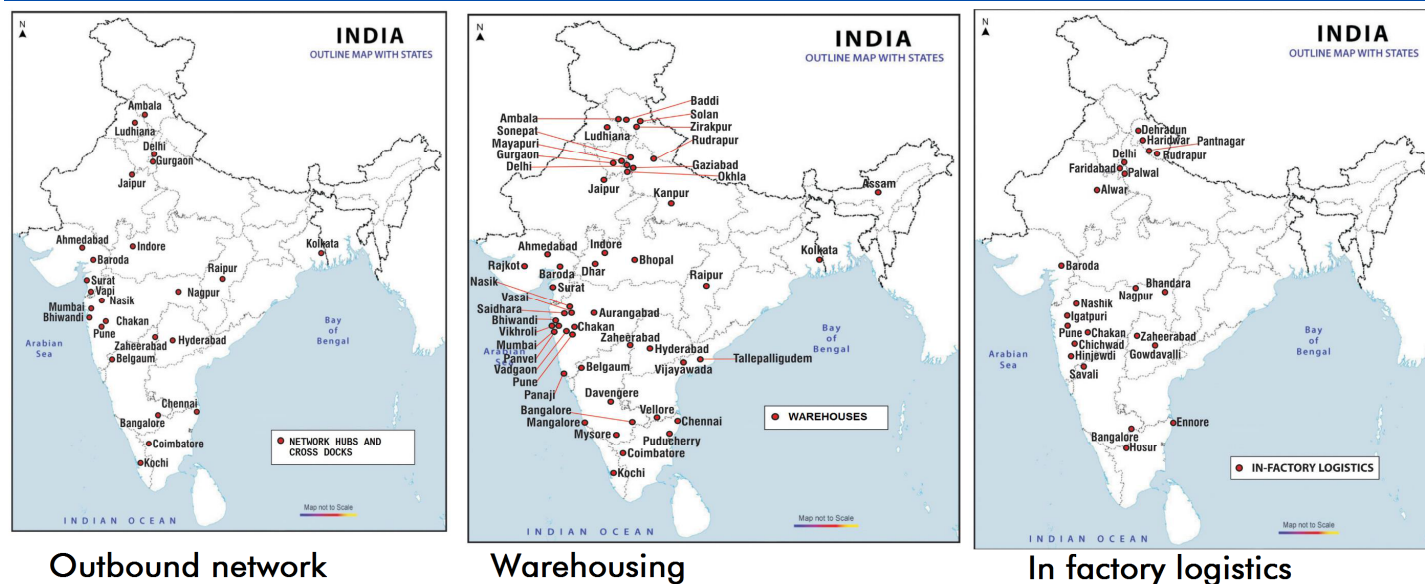 N
INDIA
OUTLINE MAP WITH STATES
Ambala
Ludhiana
Delhi
Gurgaon
Jaipur
Ahmedabad
Indore
Kolkata
Baroda
Raipur
Surat
Vapi
Nagpur
Nasik
Mumbai
Chakan
Bhiwandi
Pune
Hyderabad
Zaheerabad
Belgaum
Arabian
Sea
Bay
of
Bengal
Chennai
Bangalore
Coimbatore
Kochi
NETWORK HUBS AND
CROSS DOCKS
Map not to Scale
INDIAN OCEAN
Outbound network
N
INDIA
OUTLINE MAP WITH STATES
Baddi
Ambala
Solan
Sonepat
Zirakpur
Ludhiana
Mayapuri
Rudrapur
Gurgaon
Delhi
Gaziabad
Okhla
Jaipur
Kanpur
Assam
Ahmedabad
Indore
Kolkata
Rajkot
Baroda
Dhar
Bhopal
Raipur
Nasik
Surat
Vasai
Saidhara
Aurangabad
Bhiwandi
Chakan
Vikhroli
Zaheerabad
Mumbai
Hyderabad
Arabian
Sea
Panvel
Tallepalligudem
Vadgaon
Belgaum
Vijayawada
Pune
Panaji
Davengere
Bangalore
Vellore
Mangalore
Chennai
Mysore
Puducherry
Coimbatore
Kochi
Bay
of
Bengal
WAREHOUSES
Map not to Scale
INDIAN OCEAN
Warehousing
N
INDIA
OUTLINE MAP WITH STATES
Dehradun
Haridwar
Pantnagar
Delhi
Rudrapur
Faridabad
Palwal
Alwar
Baroda
Bhandara
Nagpur
Nashik
Igatpuri
Pune
Chakan
Zaheerabad
Chichwad
Gowdavalli
Hinjewdi
Savali
Arabian
Sea
Bay
of
Bengal
Ennore
Bangalore
Hosur
IN-FACTORY LOGISTICS
Map not to Scale
INDIAN OCEAN
In factory logistics